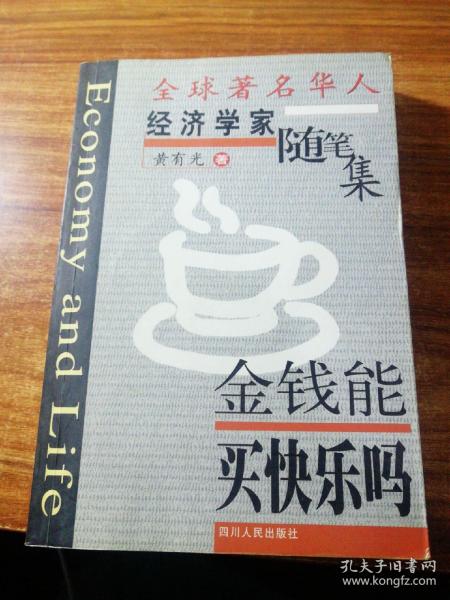 Economy and Life
全球著名华人
经济学家
随笔集
黄有光 著
金钱能
买快乐吗
四川人民出版社
孔夫子旧书网
www.kongfz.com